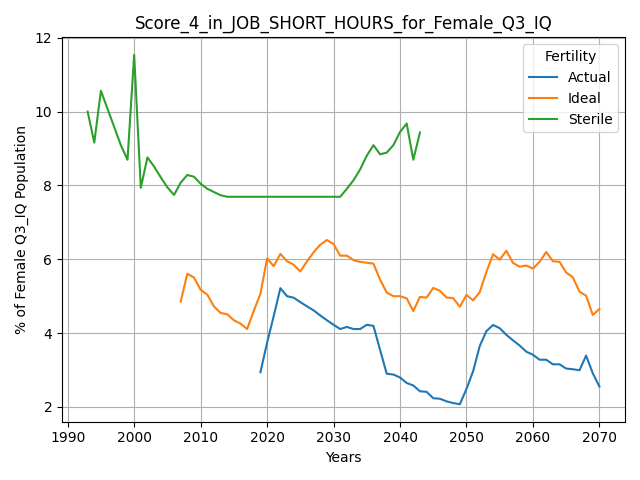 Score_4_in_JOB_SHORT_HOURS_for_Female_Q3_IQ
% of Female Q3_IQ Population
12
10
8
6
4
2
Fertility
Actual
Ideal
Sterile
1990 2000 2010 2020 2030 2040 2050 2060 2070
Years